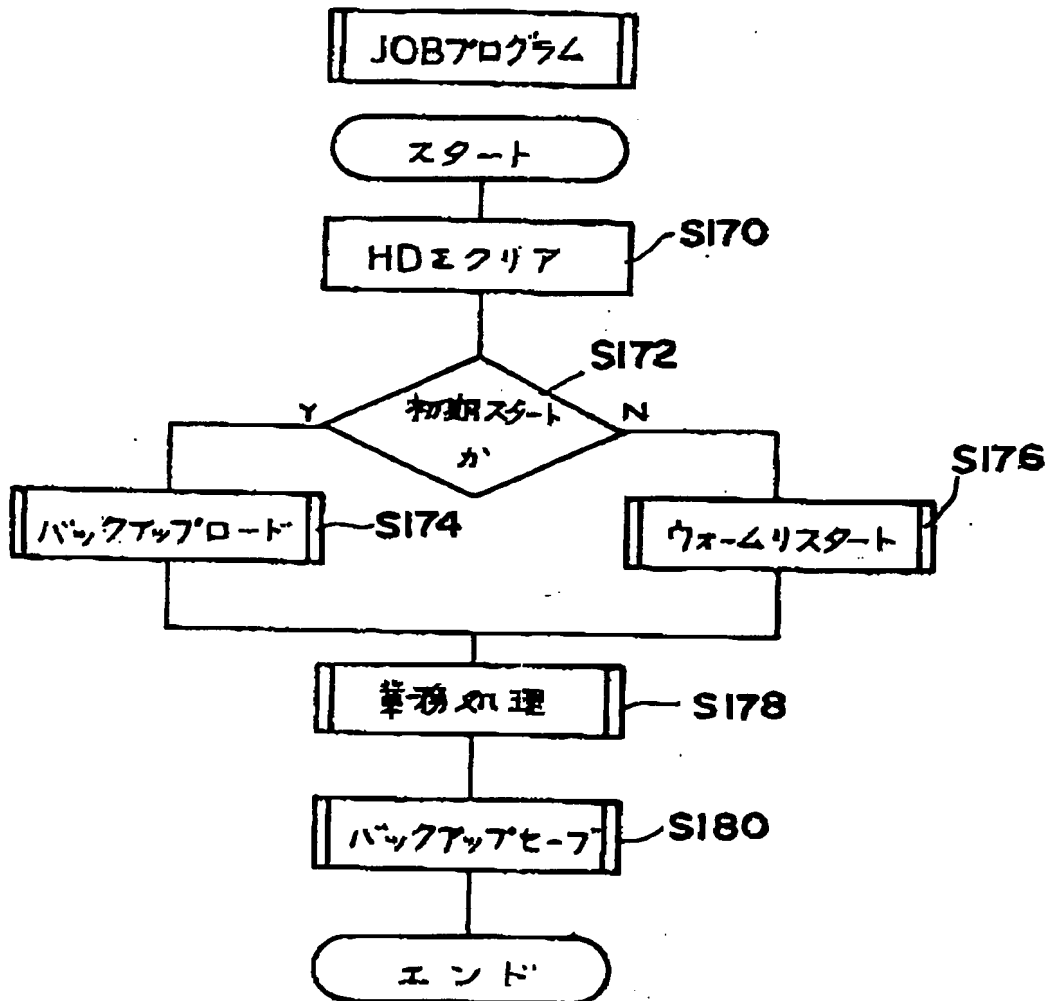 JOBプログラム
スタート
HDをクリア
S170
S172
Y
初期スタート
か
N
バックアップロード
S174
ウォームリスタート
S176
業務処理
S178
バックアップセーブ
S180
エンド